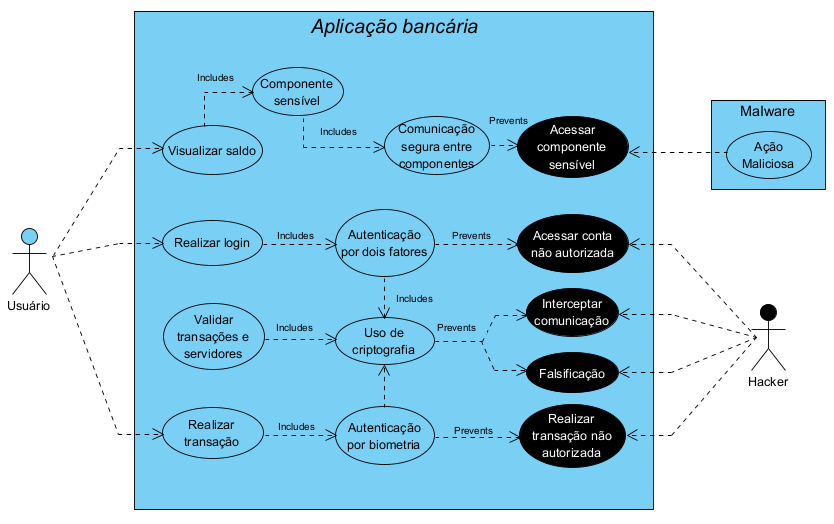 Aplicação bancária
Includes
Componente
sensível
Includes
Visualizar saldo
Comunicação
segura entre
componentes
Prevents
Acessar
componente
sensível
Malware
Ação
Maliciosa
Realizar login
Includes
Autenticação
por dois fatores
Prevents
Acessar conta
não autorizada
Usuário
Includes
Validar
transações e
servidores
Includes
Uso de
criptografia
Prevents
Interceptar
comunicação
Falsificação
Hacker
Realizar
transação
Includes
Autenticação
por biometria
Prevents
Realizar
transação não
autorizada